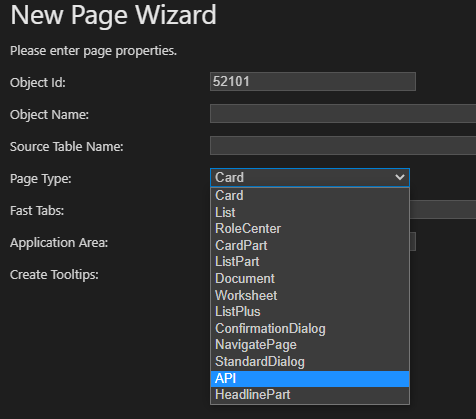 New Page Wizard
Please enter page properties.
Object Id: 52101
Object Name:
Source Table Name:
Page Type: Card
Card
Fast Tabs: List
RoleCenter
Application Area: CardPart
ListPart
Create Tooltips: Document
Worksheet
ListPlus
ConfirmationDialog
NavigatePage
StandardDialog
API
HeadlinePart